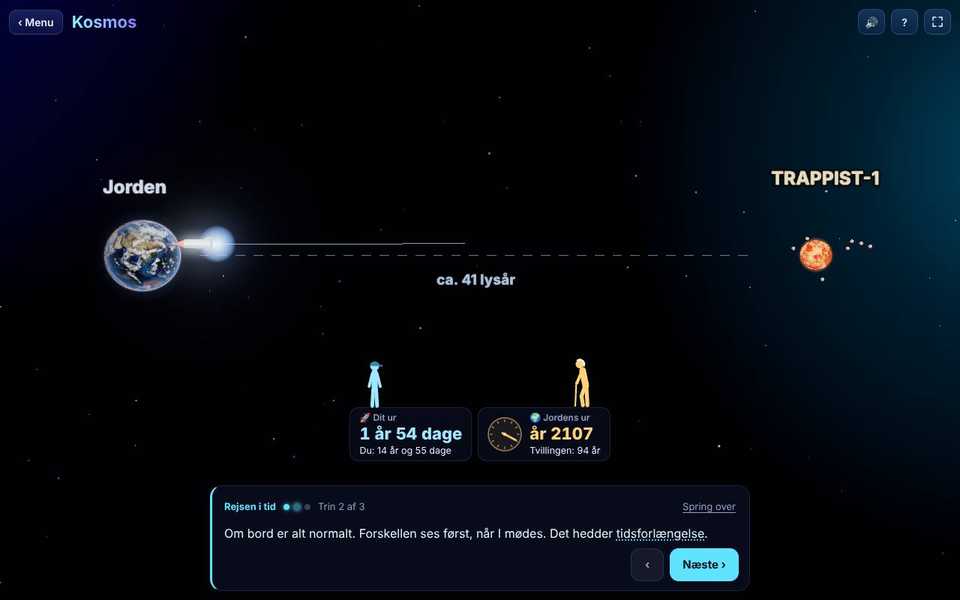 ‹ Menu
Kosmos
?
Jorden
TRAPPIST-1
ca. 41 lysår
Dit ur
1 år 54 dage
Du: 14 år og 55 dage
Jordens ur
år 2107
Tvillingen: 94 år
Rejsen i tid
Trin 2 af 3
Spring over
Om bord er alt normalt. Forskellen ses først, når I mødes. Det hedder tidsforlængelse.
‹
Næste ›